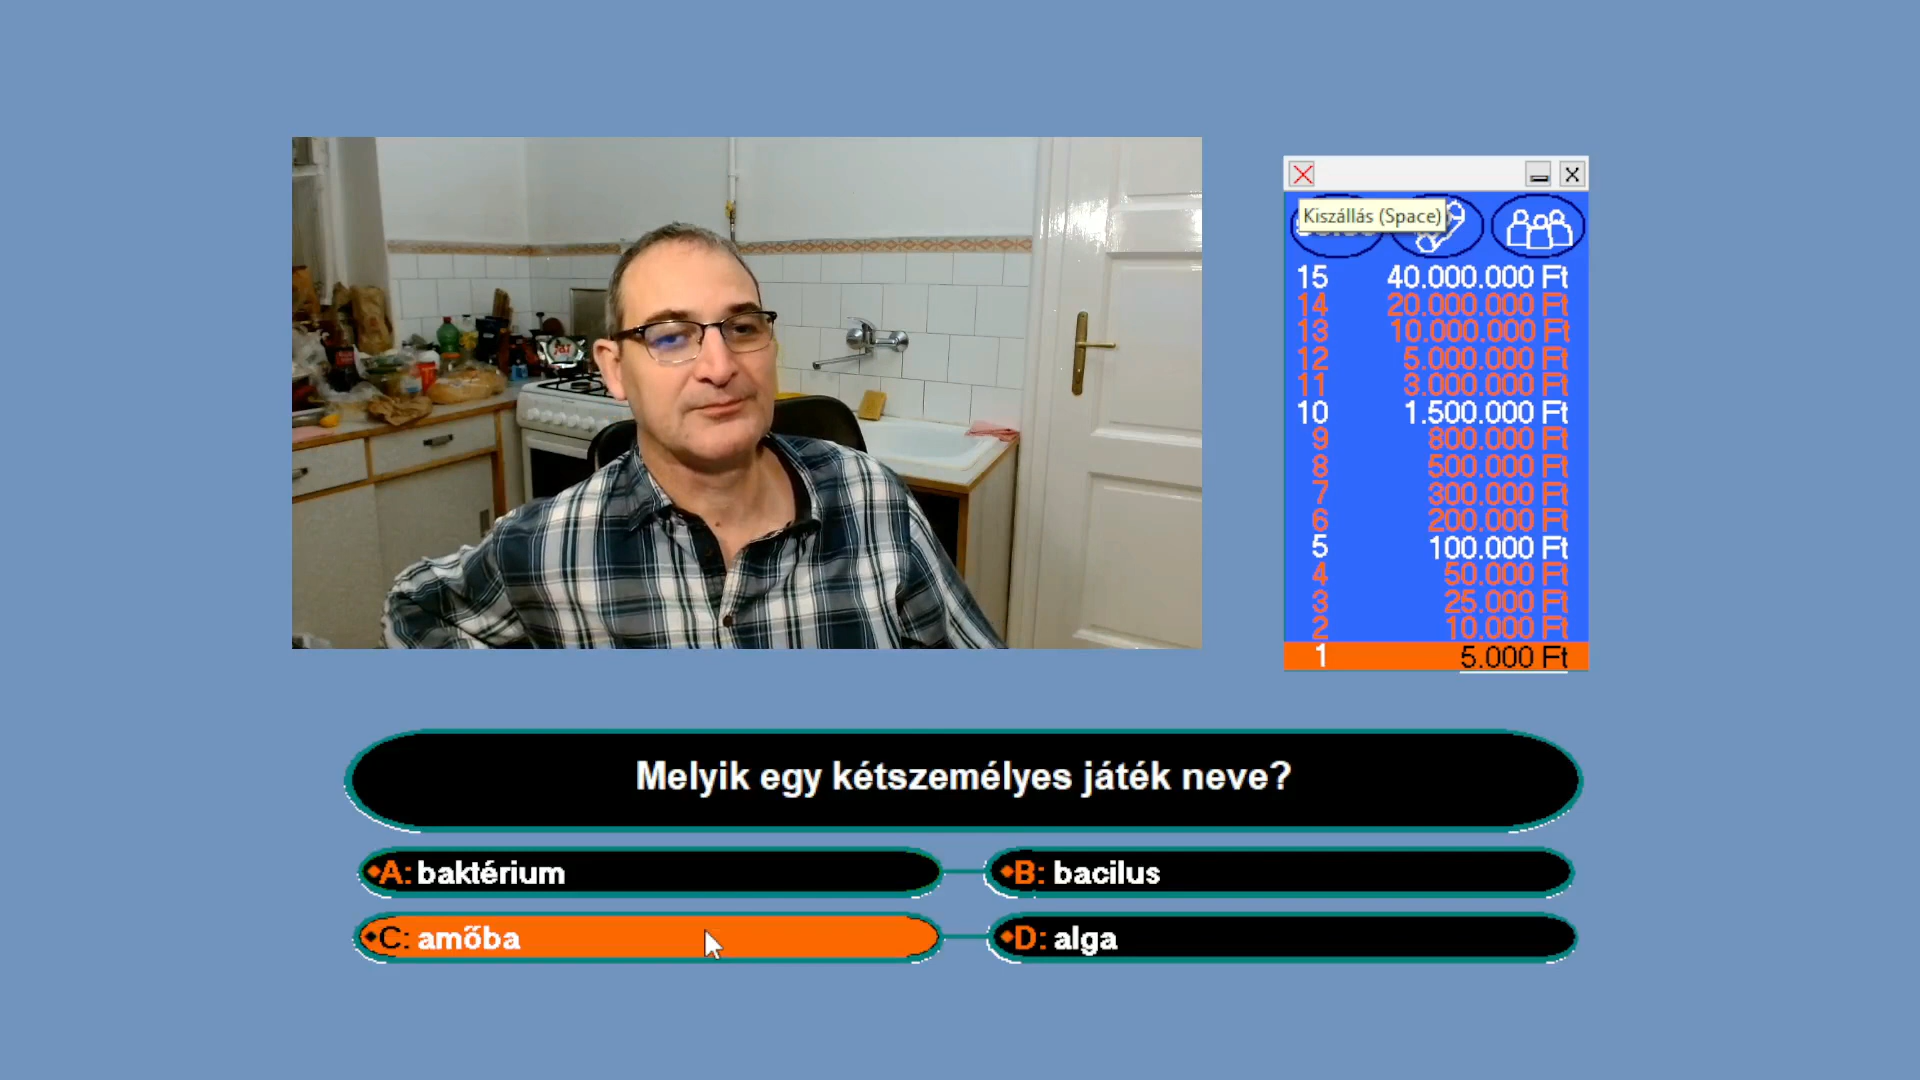 Kiszállás (Space)
15 40.000.000 Ft
14 20.000.000 Ft
13 10.000.000 Ft
12 5.000.000 Ft
11 3.000.000 Ft
10 1.500.000 Ft
9 800.000 Ft
8 500.000 Ft
7 300.000 Ft
6 200.000 Ft
5 100.000 Ft
4 50.000 Ft
3 25.000 Ft
2 10.000 Ft
1 5.000 Ft
Melyik egy kétszemélyes játék neve?
A: baktérium
B: bacilus
C: amőba
D: alga